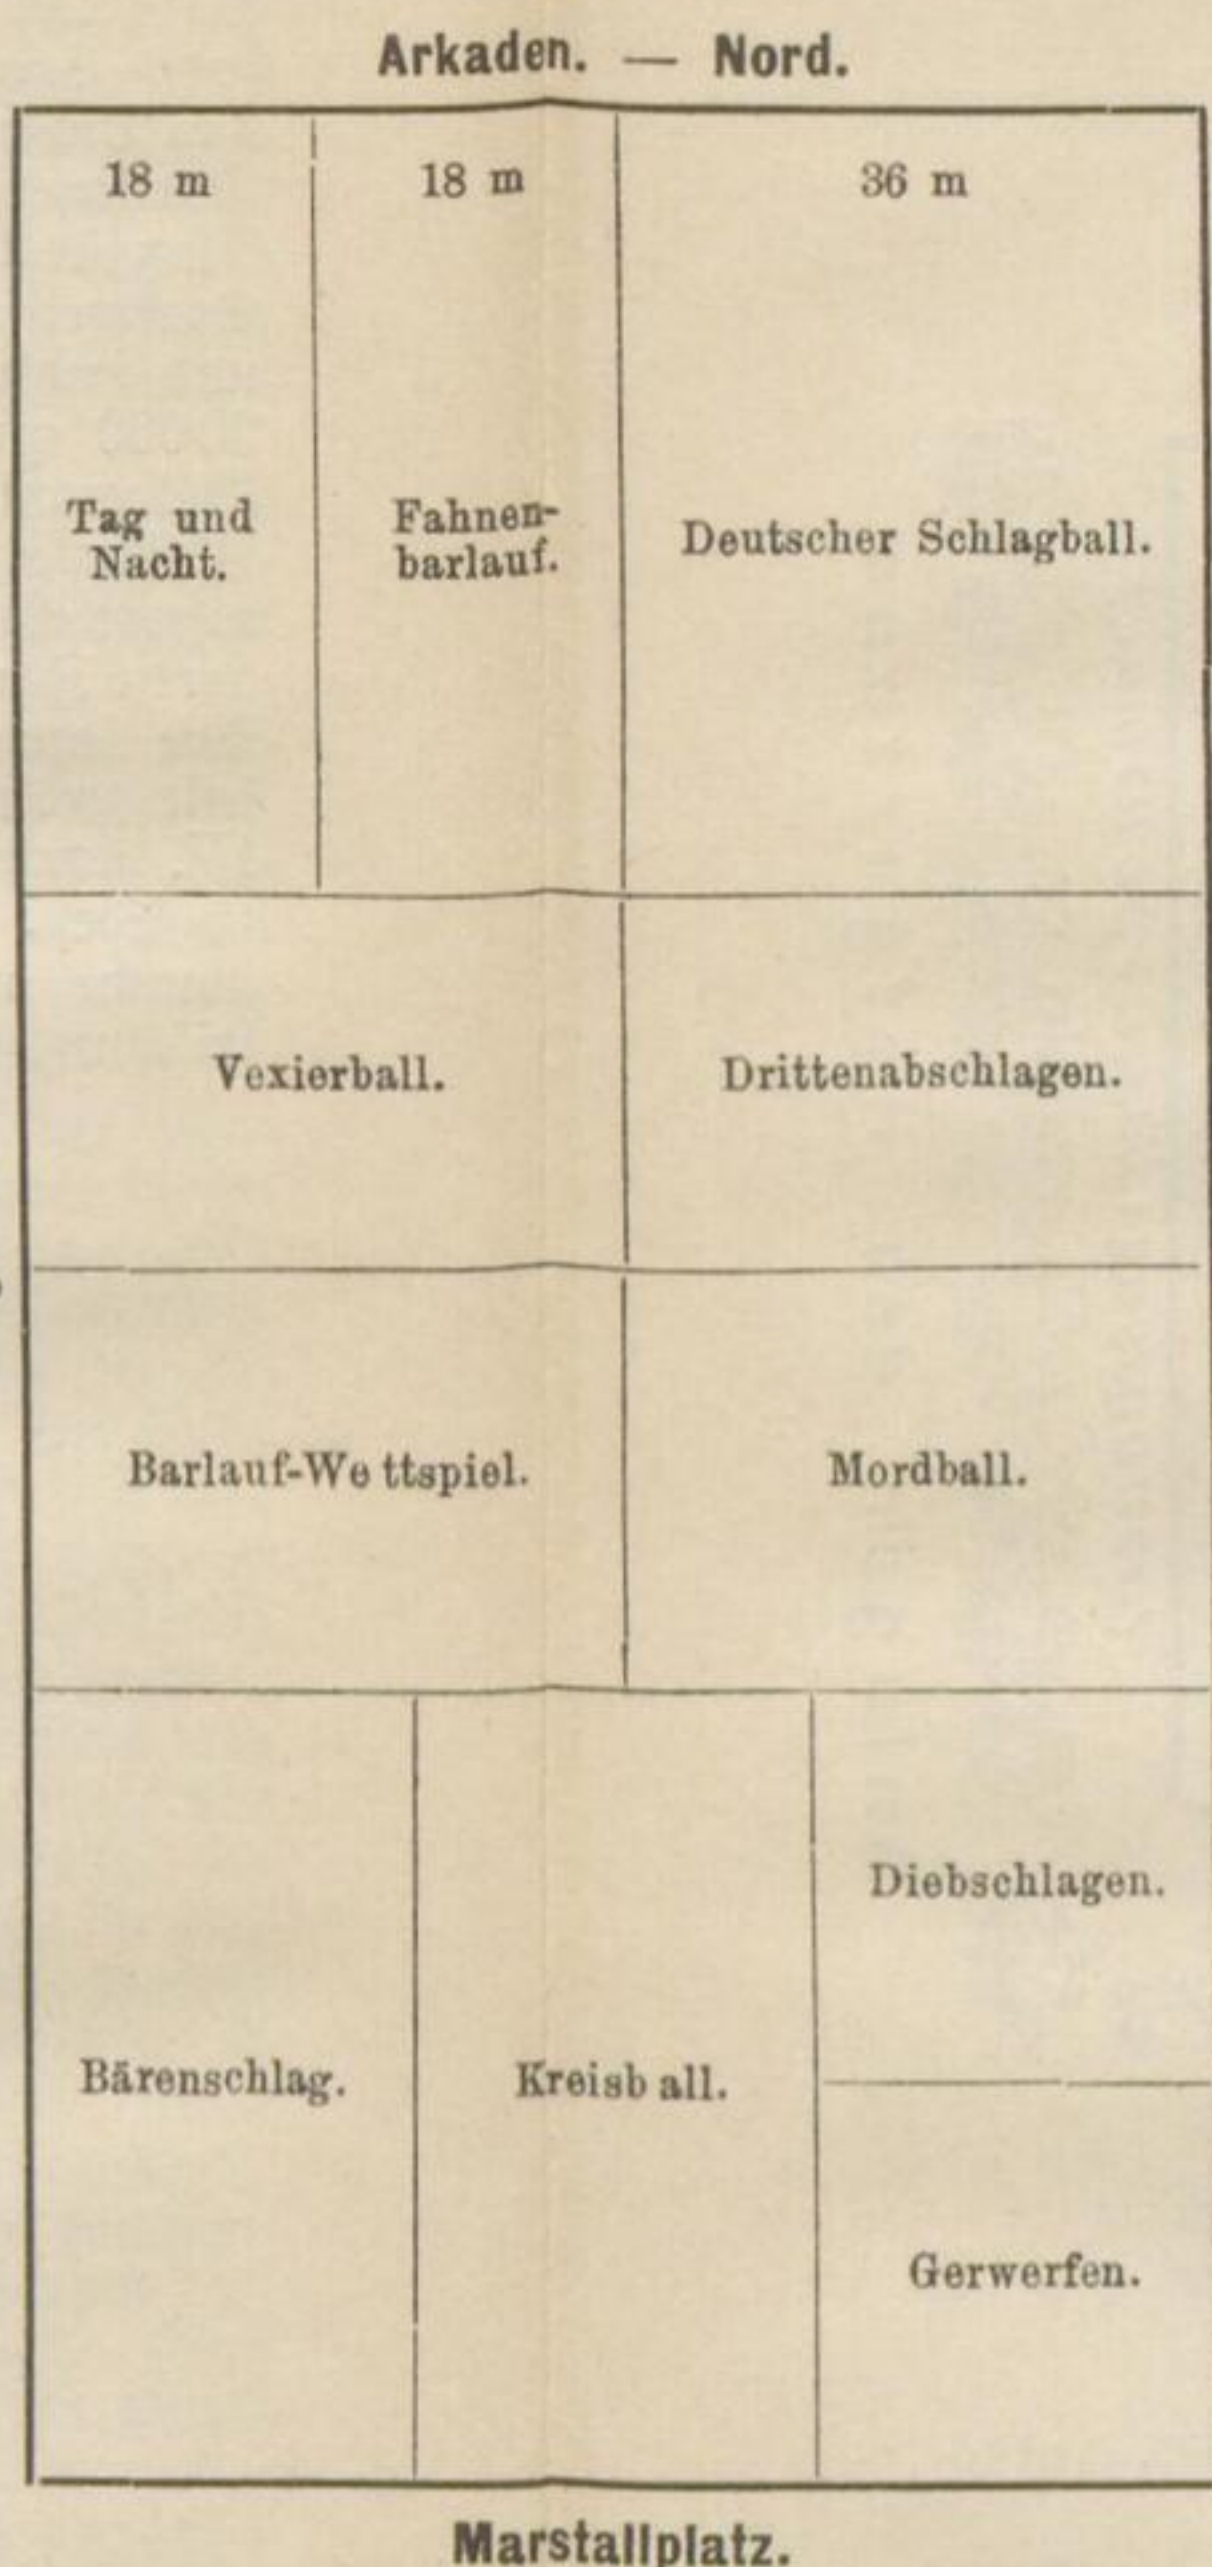 Arkaden. — Nord.
18 m
18 m
36 m
Tag und
Nacht.
Fahnen-
barlauf.
Deutscher Schlagball.
Vexierball.
Drittenabschlagen.
Barlauf-We ttspiel.
Mordball.
Diebschlagen.
Bärenschlag.
Kreisb all.
Gerwerfen.
Marstallplatz.